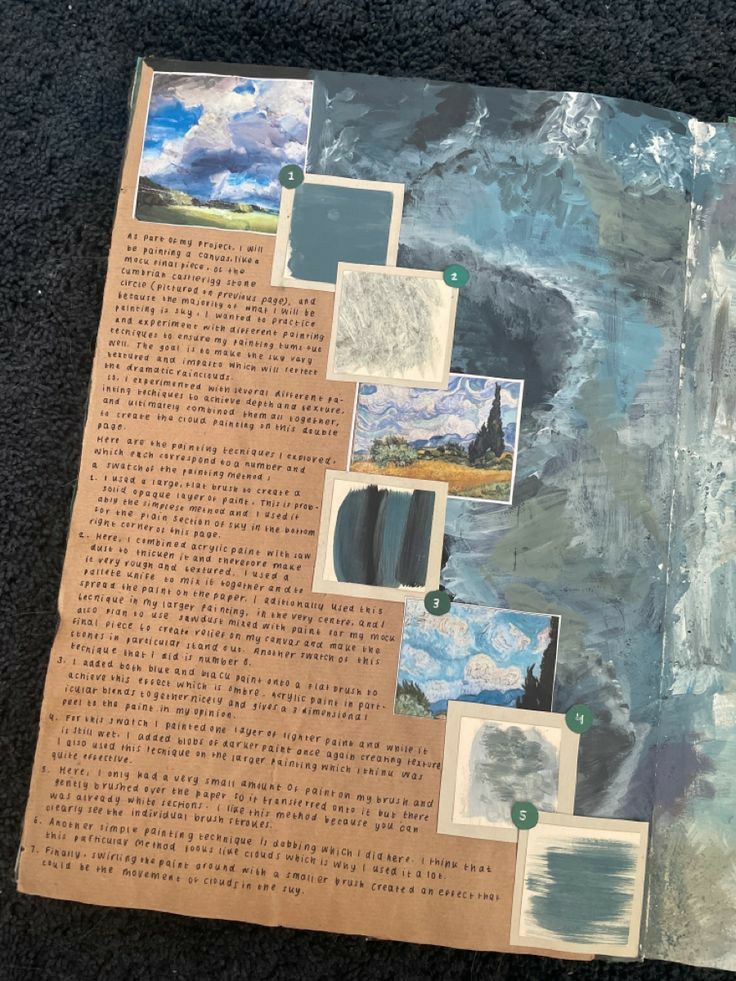 As part of my project, I will
be painting a canvas, like a
mock final piece, of the
Cumbrian Castlerigg stone
circle (pictured on previous page), and
because the majority of what I will be
painting is sky, I wanted to practice
and experiment with different painting
techniques to ensure my painting turns out
well. The goal is to make the sky very
textured and impasto which will reflect
the dramatic rainclouds.
So, I experimented with several different pa-
inting techniques to achieve depth and texture,
and ultimately combined them all together,
to create the cloud painting on this double
page.
Here are the painting techniques I explored,
which each correspond to a number and
a swatch of the painting method:
1. I used a large, flat brush to create a
solid opaque layer of paint. This is prob-
ably the simplest method and I used it
for the plain section of sky in the bottom
right corner of this page.
2. Here, I combined acrylic paint with saw
dust to thicken it and therefore make
it very rough and textured. I used a
pallete knife to mix it together and to
spread the paint on the paper. I aditionally used this
tecnique in my larger painting, in the very centre, and I
also plan to use sawdust mixed with paint for my mock
final piece to create relief on my canvas and make the
stones in particular stand out. Another swatch of this
tecnique that I did is number 8.
3. I added both blue and black paint onto a flat brush to
achieve this effect which is ombre. Acrylic paint in part-
icular blends together nicely and gives a 3 dimensional
feel to the paint in my opinion.
4. For this swatch I painted one layer of lighter paint and while it
is still wet, I added blobs of darker paint once again creating texture.
I also used this tecnique on the larger painting which I think was
quite effective.
5. Here, I only had a very small amount of paint on my brush and
gently brushed over the paper so it transferred onto it but there
was already white sections. I like this method because you can
clearly see the individual brush strokes.
6. Another simple painting technique is dabbing which I did here. I think that
this particular method looks like clouds which is why I used it a lot.
7. Finally, swirling the paint around with a smaller brush created an effect that
could be the movement of clouds in the sky.
1
2
3
4
5